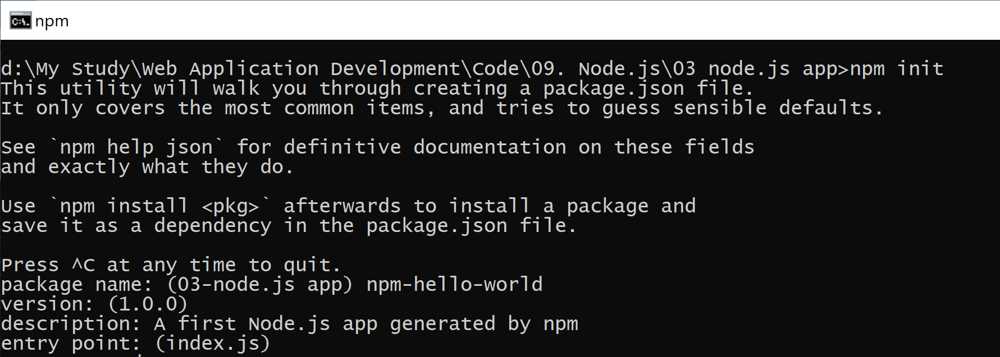 npm
d:\My Study\Web Application Development\Code\09. Node.js\03 node.js app>npm init
This utility will walk you through creating a package.json file.
It only covers the most common items, and tries to guess sensible defaults.
See `npm help json` for definitive documentation on these fields
and exactly what they do.
Use `npm install <pkg>` afterwards to install a package and
save it as a dependency in the package.json file.
Press ^C at any time to quit.
package name: (03-node.js app) npm-hello-world
version: (1.0.0)
description: A first Node.js app generated by npm
entry point: (index.js)